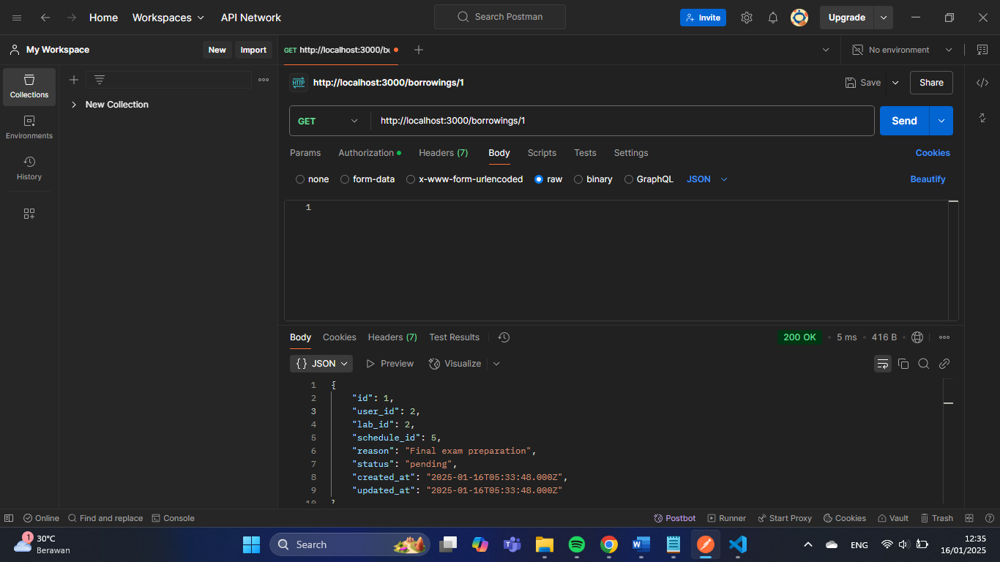 Home Workspaces API Network Search Postman Invite Upgrade
My Workspace New Import GET http://localhost:3000/b No environment
Collections
Environments
History
New Collection
HTTP http://localhost:3000/borrowings/1 Save Share
GET http://localhost:3000/borrowings/1 Send
Params Authorization Headers (7) Body Scripts Tests Settings Cookies
none form-data x-www-form-urlencoded raw binary GraphQL JSON Beautify
1
Body Cookies Headers (7) Test Results 200 OK 5 ms 416 B
{} JSON Preview Visualize
1 {
2 "id": 1,
3 "user_id": 2,
4 "lab_id": 2,
5 "schedule_id": 5,
6 "reason": "Final exam preparation",
7 "status": "pending",
8 "created_at": "2025-01-16T05:33:48.000Z",
9 "updated_at": "2025-01-16T05:33:48.000Z"
10 }
Online Find and replace Console Postbot Runner Start Proxy Cookies Vault Trash
1 30°C
Berawan
Search
ENG
12:35
16/01/2025